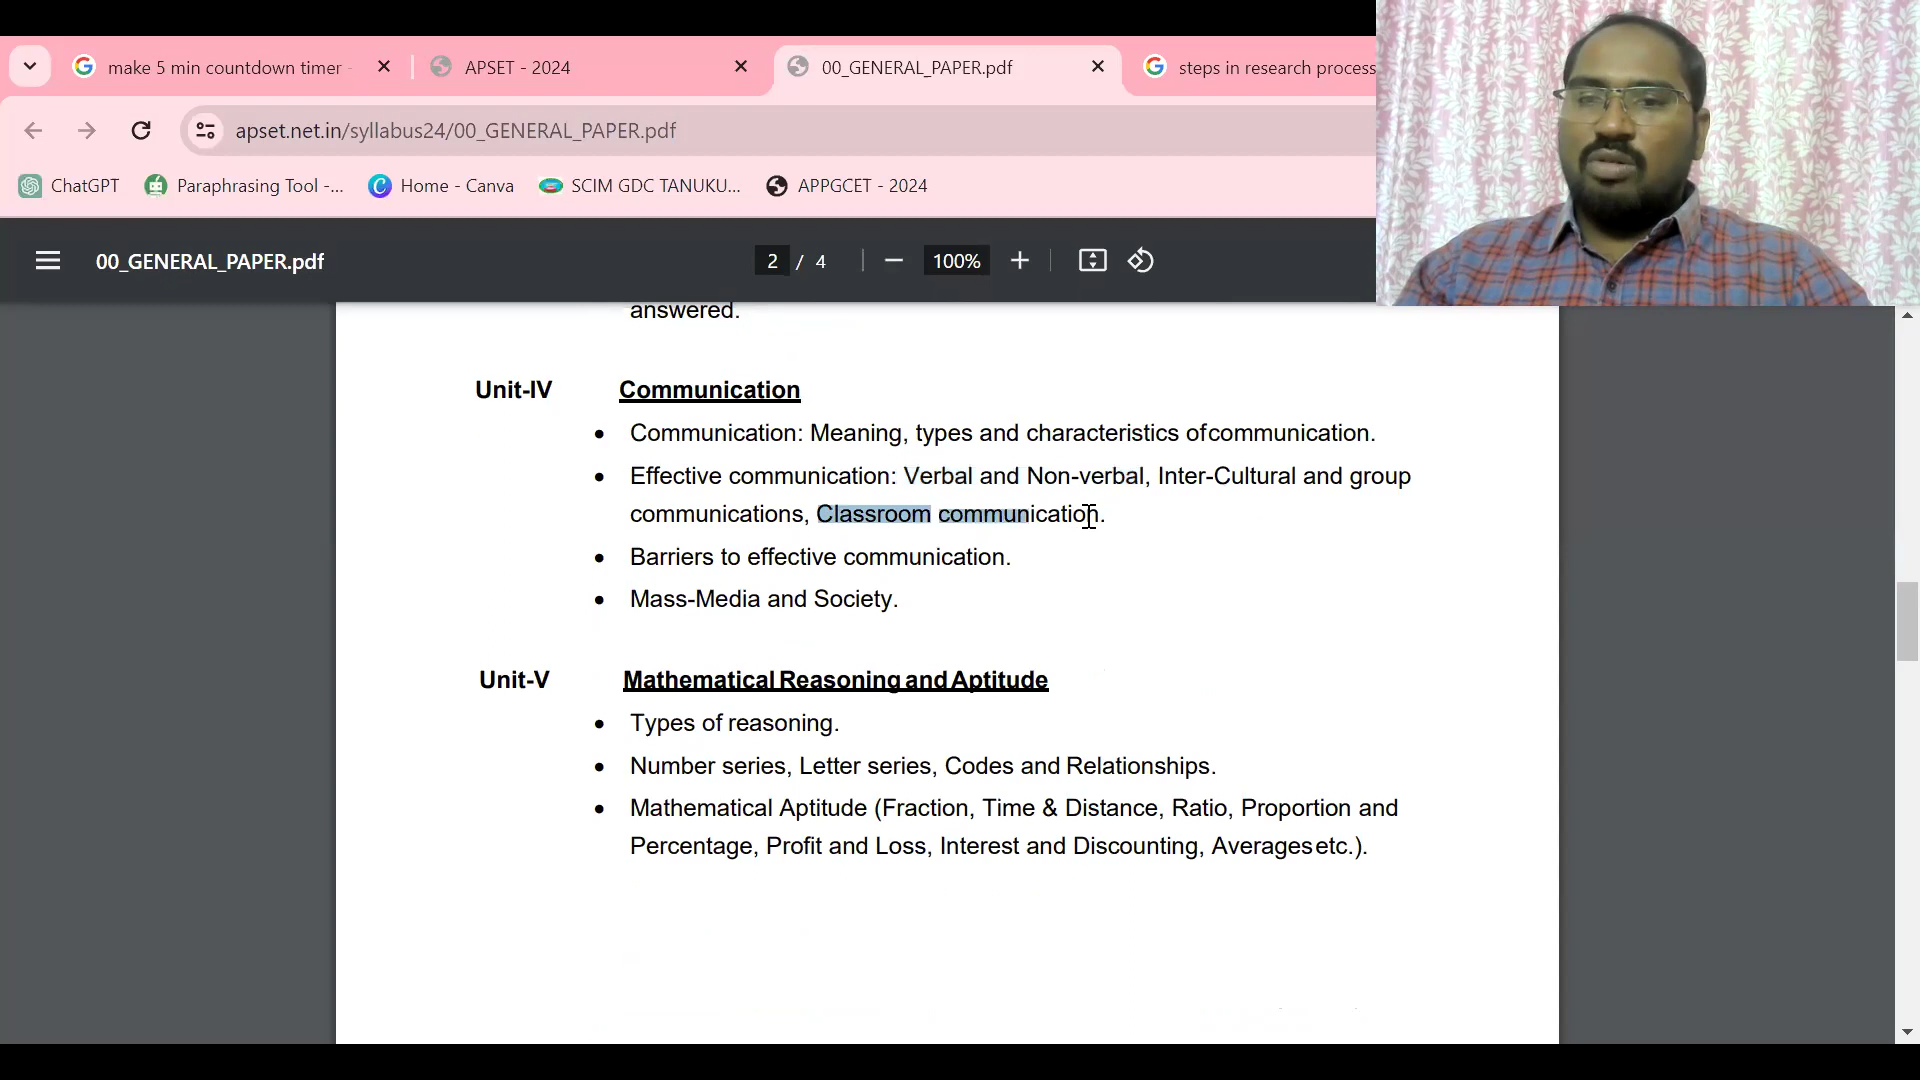 make 5 min countdown timer -
APSET - 2024
00_GENERAL_PAPER.pdf
steps in research process
apset.net.in/syllabus24/00_GENERAL_PAPER.pdf
ChatGPT
Paraphrasing Tool -...
Home - Canva
SCIM GDC TANUKU...
APPGCET - 2024
00_GENERAL_PAPER.pdf
2 / 4
100%
answered.
Unit-IV Communication
• Communication: Meaning, types and characteristics ofcommunication.
• Effective communication: Verbal and Non-verbal, Inter-Cultural and group
communications, Classroom communication.
• Barriers to effective communication.
• Mass-Media and Society.
Unit-V Mathematical Reasoning and Aptitude
• Types of reasoning.
• Number series, Letter series, Codes and Relationships.
• Mathematical Aptitude (Fraction, Time & Distance, Ratio, Proportion and
Percentage, Profit and Loss, Interest and Discounting, Averages etc.).